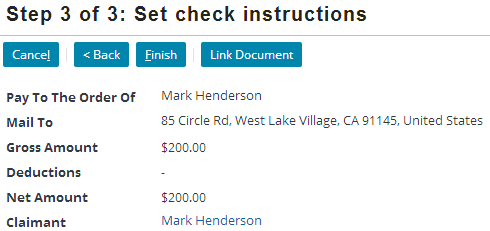 Step 3 of 3: Set check instructions
Cancel < Back Finish Link Document
Pay To The Order Of Mark Henderson
Mail To 85 Circle Rd, West Lake Village, CA 91145, United States
Gross Amount $200.00
Deductions -
Net Amount $200.00
Claimant Mark Henderson